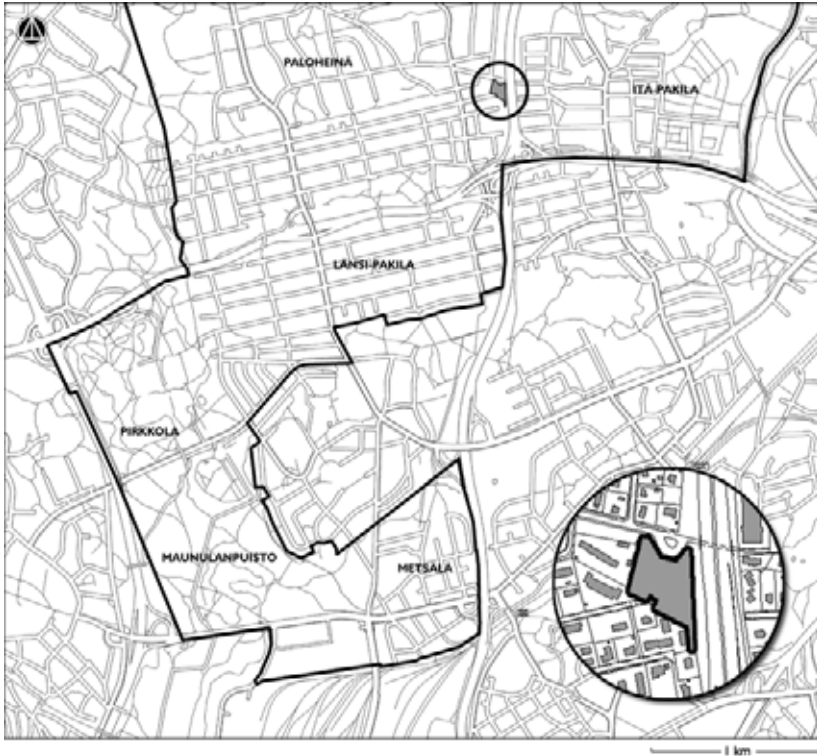 PALOHEINÄ
ITÄ-PAKILA
LÄNSI-PAKILA
PIRKKOLA
MAUNULANPUISTO
METSÄLÄ
1 km